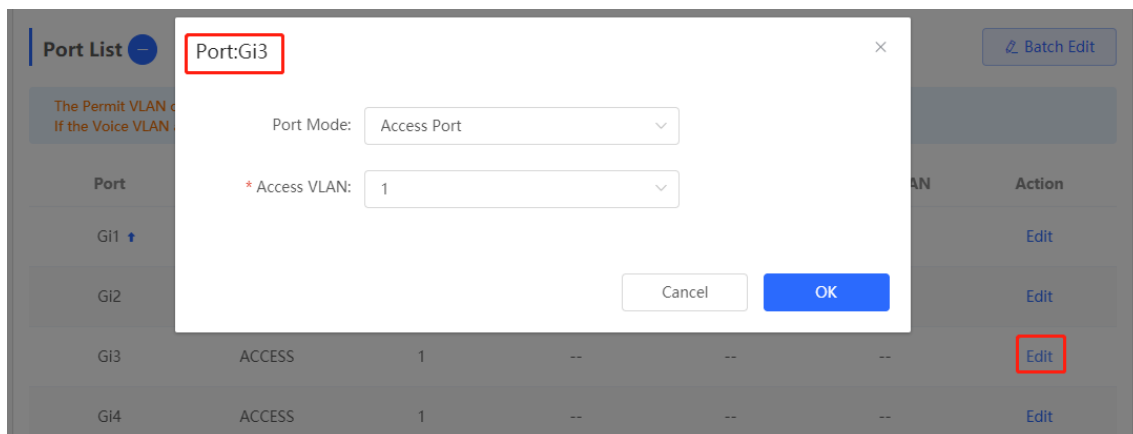 Port List
Port:Gi3
Batch Edit
The Permit VLAN
If the Voice VLAN
Port Mode: Access Port
* Access VLAN: 1
Port AN Action
Gi1 Edit
Cancel OK
Gi2 Edit
Gi3 ACCESS 1 -- -- -- Edit
Gi4 ACCESS 1 -- -- -- Edit